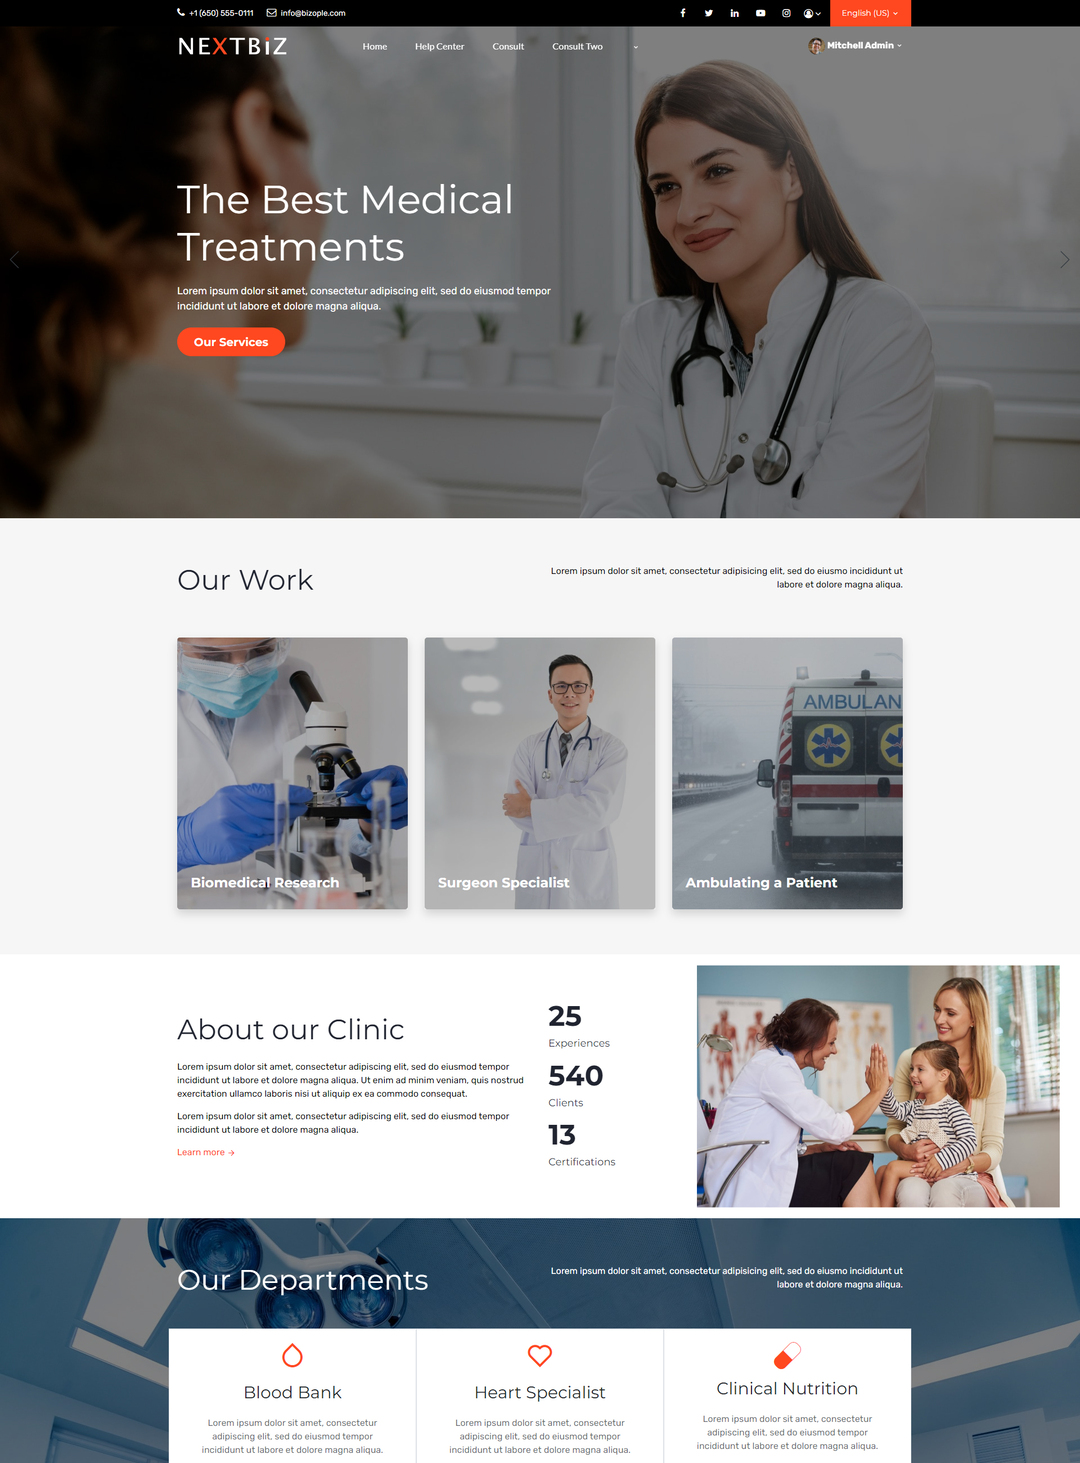 +1 (650) 555-0111 info@bizople.com English (US)
NEXTBIZ Home Help Center Consult Consult Two Mitchell Admin
The Best Medical
Treatments
Lorem ipsum dolor sit amet, consectetur adipiscing elit, sed do eiusmod tempor
incididunt ut labore et dolore magna aliqua.
Our Services
Our Work
Lorem ipsum dolor sit amet, consectetur adipisicing elit, sed do eiusmo incididunt ut
labore et dolore magna aliqua.
AMBULAN
Biomedical Research
Surgeon Specialist
Ambulating a Patient
About our Clinic
Lorem ipsum dolor sit amet, consectetur adipiscing elit, sed do eiusmod tempor
incididunt ut labore et dolore magna aliqua. Ut enim ad minim veniam, quis nostrud
exercitation ullamco laboris nisi ut aliquip ex ea commodo consequat.
Lorem ipsum dolor sit amet, consectetur adipiscing elit, sed do eiusmod tempor
incididunt ut labore et dolore magna aliqua.
Learn more →
25
Experiences
540
Clients
13
Certifications
Our Departments
Lorem ipsum dolor sit amet, consectetur adipisicing elit, sed do eiusmo incididunt ut
labore et dolore magna aliqua.
Blood Bank
Lorem ipsum dolor sit amet, consectetur
adipiscing elit, sed do eiusmod tempor
incididunt ut labore et dolore magna aliqua.
Heart Specialist
Lorem ipsum dolor sit amet, consectetur
adipiscing elit, sed do eiusmod tempor
incididunt ut labore et dolore magna aliqua.
Clinical Nutrition
Lorem ipsum dolor sit amet, consectetur
adipiscing elit, sed do eiusmod tempor
incididunt ut labore et dolore magna aliqua.